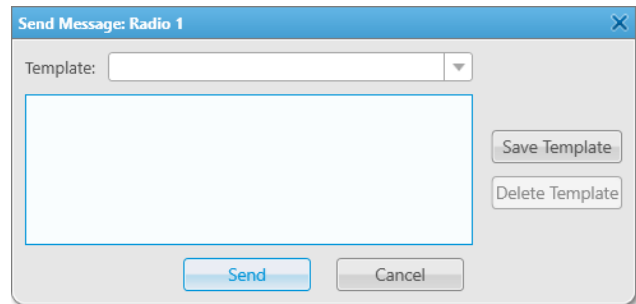 Send Message: Radio 1
Template:
Save Template
Delete Template
Send Cancel